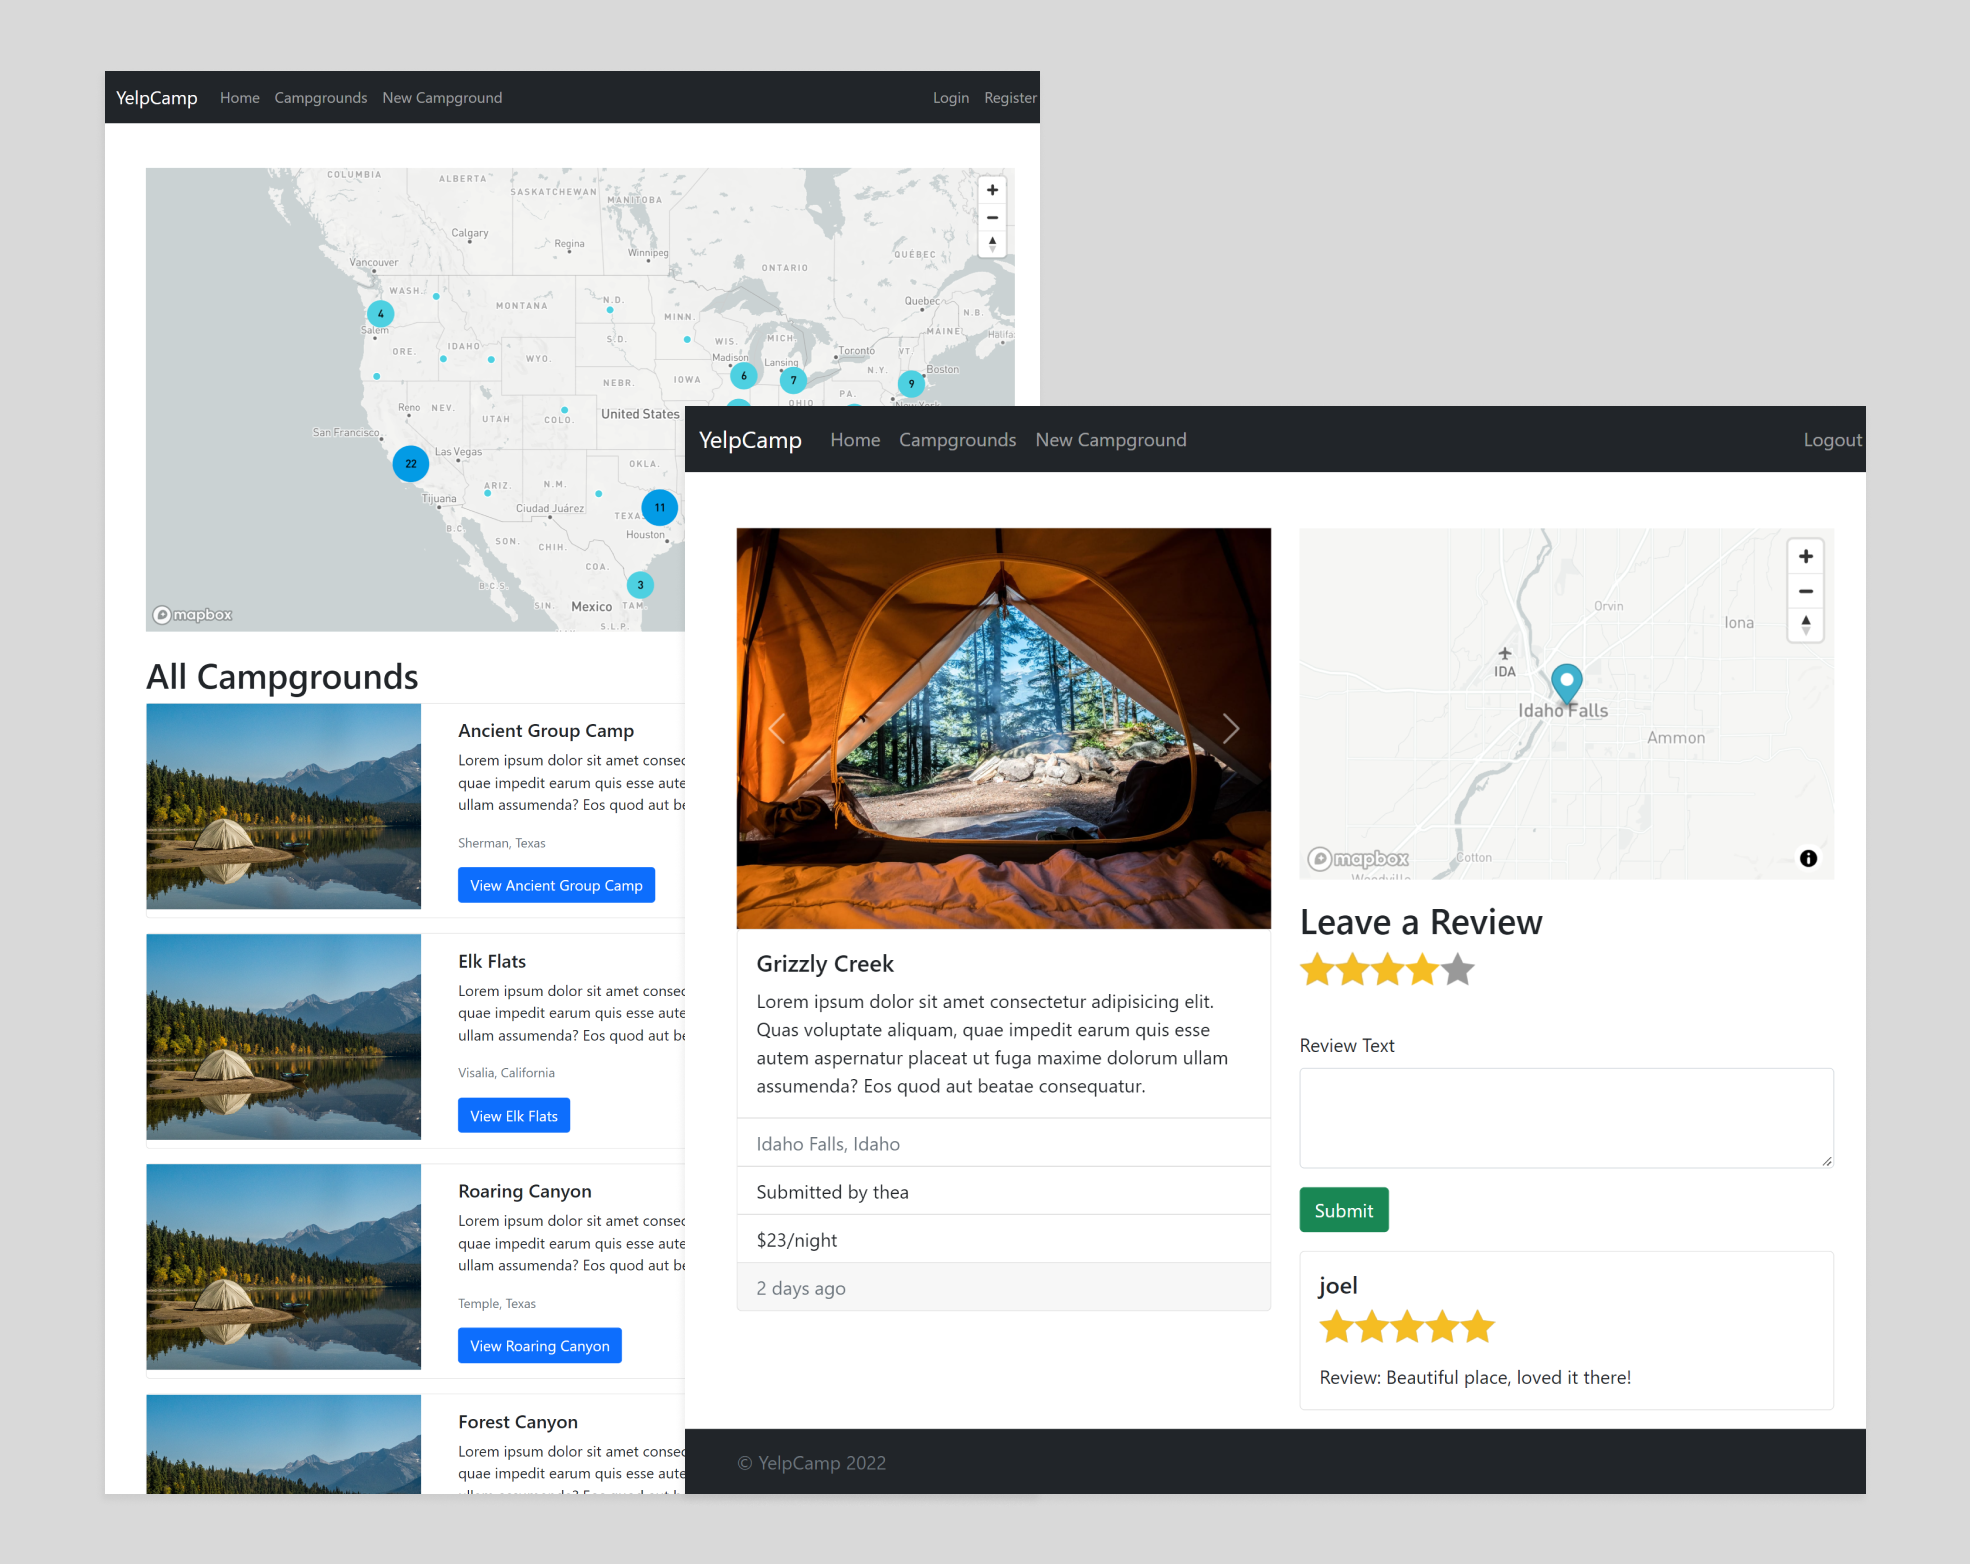 YelpCamp Home Campgrounds New Campground Login Register
COLUMBIA
ALBERTA
SASKATCHEWAN
MANITOBA
Calgary
Regina
Winnipeg
Vancouver
ONTARIO
QUÉBEC
WASH.
MONTANA
N.D.
MINN.
Quebec
N.B.
4
Salem
MAINE
Halifa
ORE.
IDAHO
WYO.
S.D.
WIS.
MICH.
Toronto
VT.
Madison
Lansing
N.Y.
Boston
6
7
9
NEBR.
IOWA
PA.
OHIO
New York
Reno
NEV.
UTAH
COLO.
United States
San Francisco
Las Vegas
22
OKLA.
ARIZ.
N.M.
Tijuana
Ciudad Juárez
TEXAS
11
B.C.
Houston
SON.
CHIH.
COA.
B.C.S.
3
SIN.
Mexico
TAM.
S.L.P.
mapbox
All Campgrounds
Ancient Group Camp
Lorem ipsum dolor sit amet consec
quae impedit earum quis esse aute
ullam assumenda? Eos quod aut be
Sherman, Texas
View Ancient Group Camp
Elk Flats
Lorem ipsum dolor sit amet consec
quae impedit earum quis esse aute
ullam assumenda? Eos quod aut be
Visalia, California
View Elk Flats
Roaring Canyon
Lorem ipsum dolor sit amet consec
quae impedit earum quis esse aute
ullam assumenda? Eos quod aut be
Temple, Texas
View Roaring Canyon
Forest Canyon
Lorem ipsum dolor sit amet consec
quae impedit earum quis esse aute
YelpCamp Home Campgrounds New Campground Logout
Grizzly Creek
Lorem ipsum dolor sit amet consectetur adipisicing elit.
Quas voluptate aliquam, quae impedit earum quis esse
autem aspernatur placeat ut fuga maxime dolorum ullam
assumenda? Eos quod aut beatae consequatur.
Idaho Falls, Idaho
Submitted by thea
$23/night
2 days ago
Orvin
Iona
IDA
Idaho Falls
Ammon
mapbox
Cotton
Woodville
Leave a Review
Review Text
Submit
joel
Review: Beautiful place, loved it there!
© YelpCamp 2022